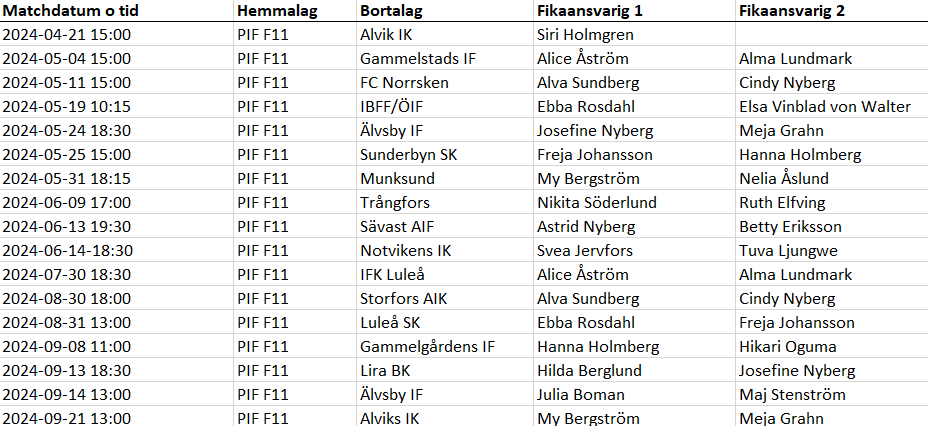 Matchdatum o tid Hemmalag Bortalag Fikaansvarig 1 Fikaansvarig 2
2024-04-21 15:00 PIF F11 Alvik IK Siri Holmgren
2024-05-04 15:00 PIF F11 Gammelstads IF Alice Åström Alma Lundmark
2024-05-11 15:00 PIF F11 FC Norrsken Alva Sundberg Cindy Nyberg
2024-05-19 10:15 PIF F11 IBFF/ÖIF Ebba Rosdahl Elsa Vinblad von Walter
2024-05-24 18:30 PIF F11 Älvsby IF Josefine Nyberg Meja Grahn
2024-05-25 15:00 PIF F11 Sunderbyn SK Freja Johansson Hanna Holmberg
2024-05-31 18:15 PIF F11 Munksund My Bergström Nelia Åslund
2024-06-09 17:00 PIF F11 Trångfors Nikita Söderlund Ruth Elfving
2024-06-13 19:30 PIF F11 Sävast AIF Astrid Nyberg Betty Eriksson
2024-06-14-18:30 PIF F11 Notvikens IK Svea Jervfors Tuva Ljungwe
2024-07-30 18:30 PIF F11 IFK Luleå Alice Åström Alma Lundmark
2024-08-30 18:00 PIF F11 Storfors AIK Alva Sundberg Cindy Nyberg
2024-08-31 13:00 PIF F11 Luleå SK Ebba Rosdahl Freja Johansson
2024-09-08 11:00 PIF F11 Gammelgårdens IF Hanna Holmberg Hikari Oguma
2024-09-13 18:30 PIF F11 Lira BK Hilda Berglund Josefine Nyberg
2024-09-14 13:00 PIF F11 Älvsby IF Julia Boman Maj Stenström
2024-09-21 13:00 PIF F11 Alviks IK My Bergström Meja Grahn